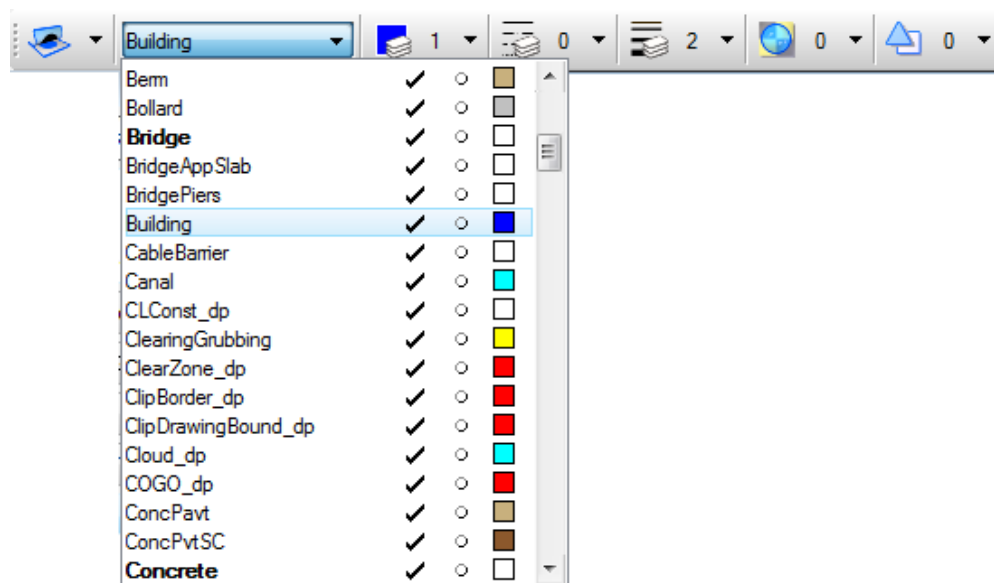 Building 1 0 2 0 0
Berm
Bollard
Bridge
BridgeAppSlab
BridgePiers
Building
CableBarrier
Canal
CLConst_dp
ClearingGrubbing
ClearZone_dp
ClipBorder_dp
ClipDrawingBound_dp
Cloud_dp
COGO_dp
ConcPavt
ConcPvtSC
Concrete